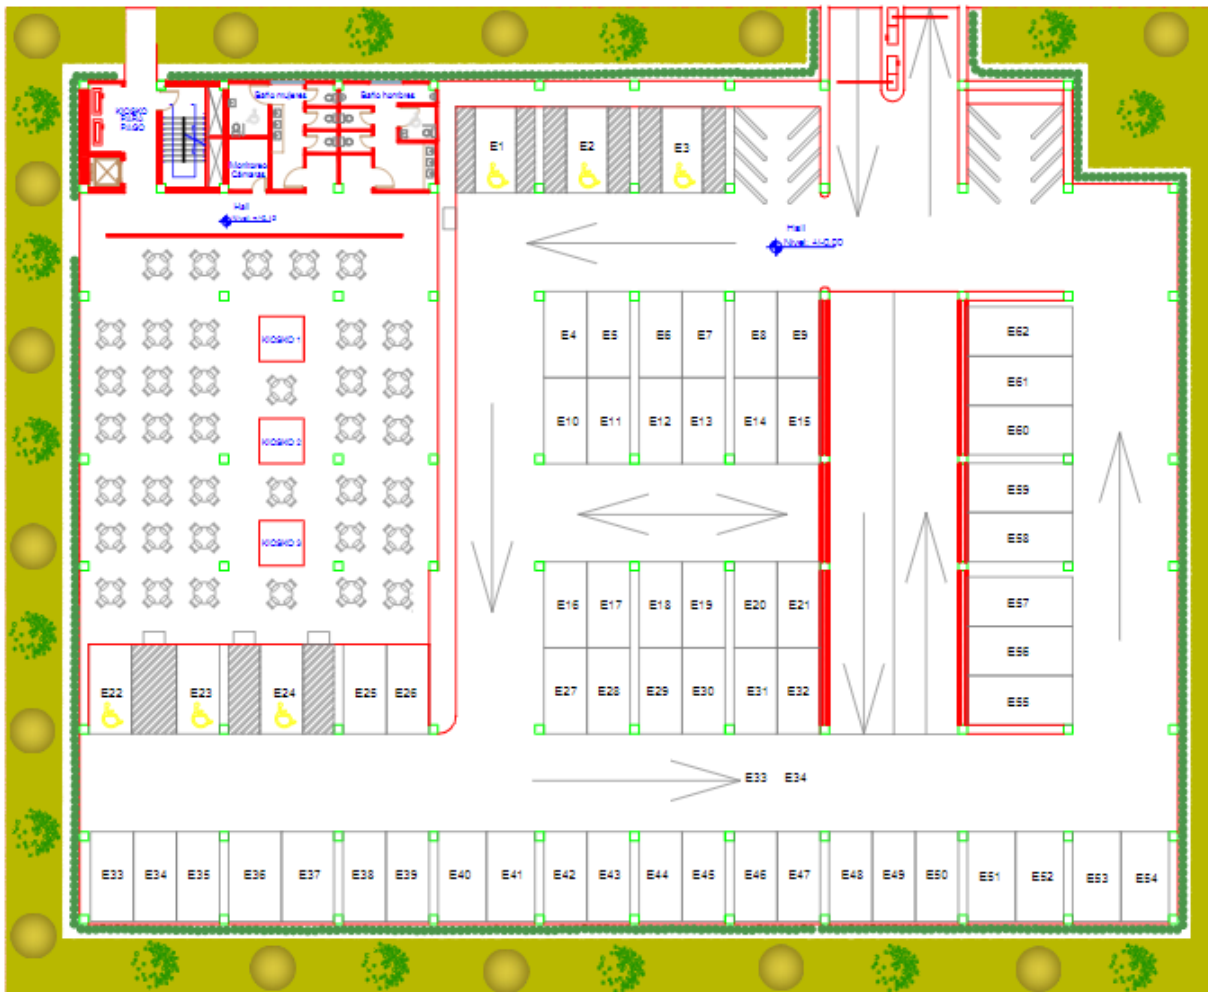 Baño mujeres
Baño hombres
KIOSKO
PARA
PAGO
Monitoreo
Cámaras
E1
E2
E3
Hall
Hall
E4
E5
E6
E7
E8
E9
E62
KIOSKO 1
E61
E10
E11
E12
E13
E14
E15
E60
KIOSKO 2
E59
E58
KIOSKO 3
E16
E17
E18
E19
E20
E21
E57
E56
E22
E23
E24
E25
E26
E27
E28
E29
E30
E31
E32
E55
E33
E34
E33
E34
E35
E36
E37
E38
E39
E40
E41
E42
E43
E44
E45
E46
E47
E48
E49
E50
E51
E52
E53
E54